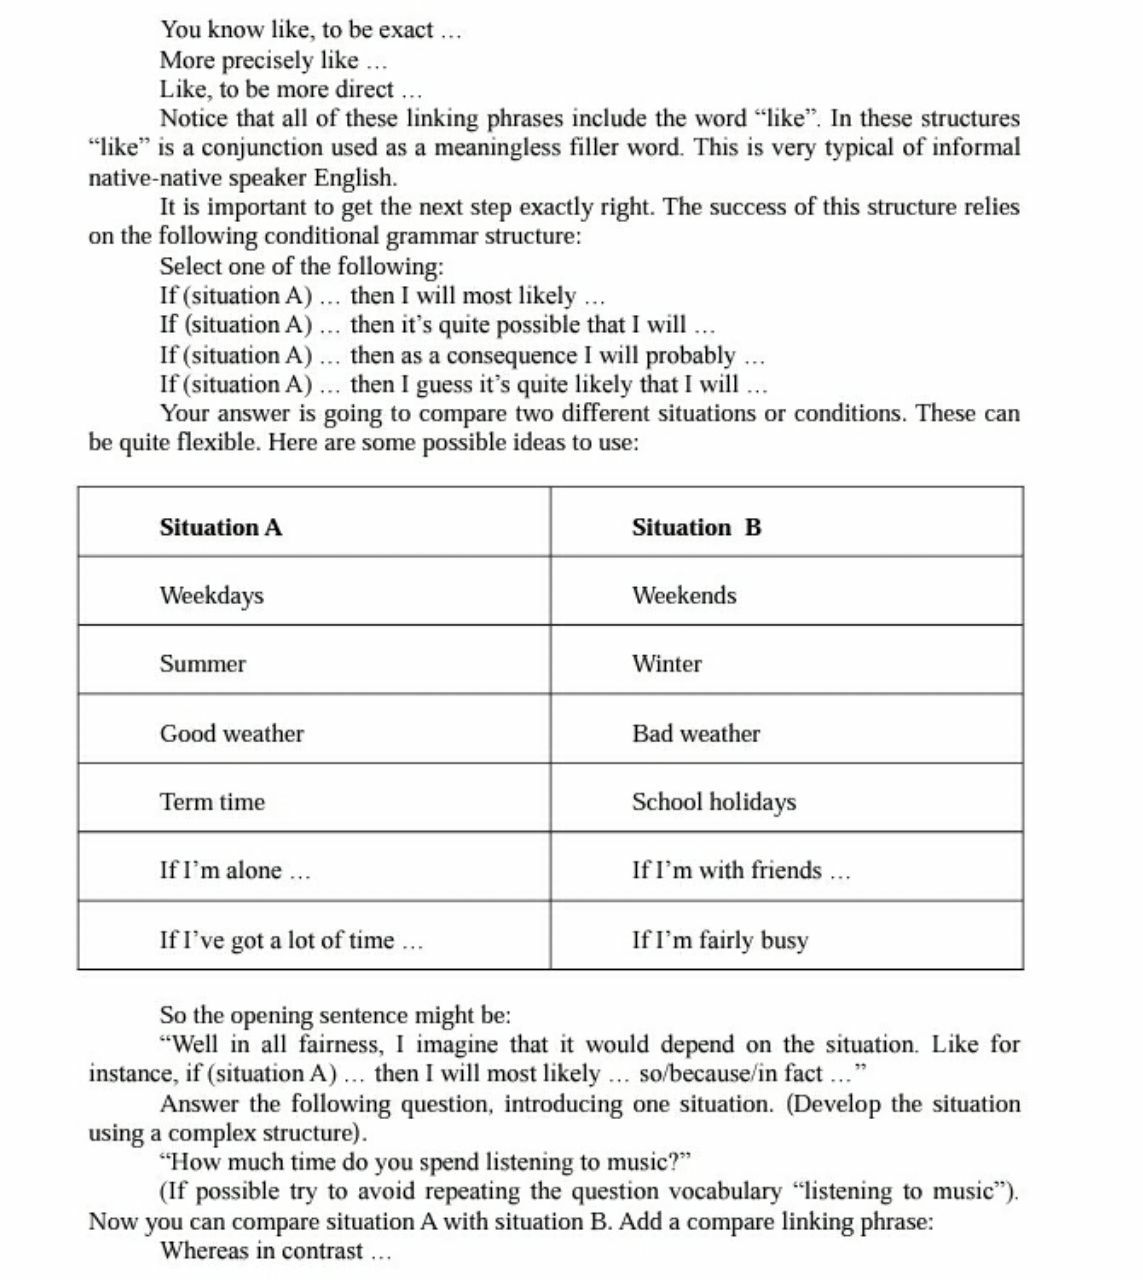 You know like, to be exact …
More precisely like …
Like, to be more direct …
Notice that all of these linking phrases include the word “like”. In these structures
“like” is a conjunction used as a meaningless filler word. This is very typical of informal
native-native speaker English.
It is important to get the next step exactly right. The success of this structure relies
on the following conditional grammar structure:
Select one of the following:
If (situation A) … then I will most likely …
If (situation A) … then it’s quite possible that I will …
If (situation A) … then as a consequence I will probably …
If (situation A) … then I guess it’s quite likely that I will …
Your answer is going to compare two different situations or conditions. These can
be quite flexible. Here are some possible ideas to use:
Situation A Situation B
Weekdays Weekends
Summer Winter
Good weather Bad weather
Term time School holidays
If I’m alone … If I’m with friends …
If I’ve got a lot of time … If I’m fairly busy
So the opening sentence might be:
“Well in all fairness, I imagine that it would depend on the situation. Like for
instance, if (situation A) … then I will most likely … so/because/in fact …”
Answer the following question, introducing one situation. (Develop the situation
using a complex structure).
“How much time do you spend listening to music?”
(If possible try to avoid repeating the question vocabulary “listening to music”).
Now you can compare situation A with situation B. Add a compare linking phrase:
Whereas in contrast …